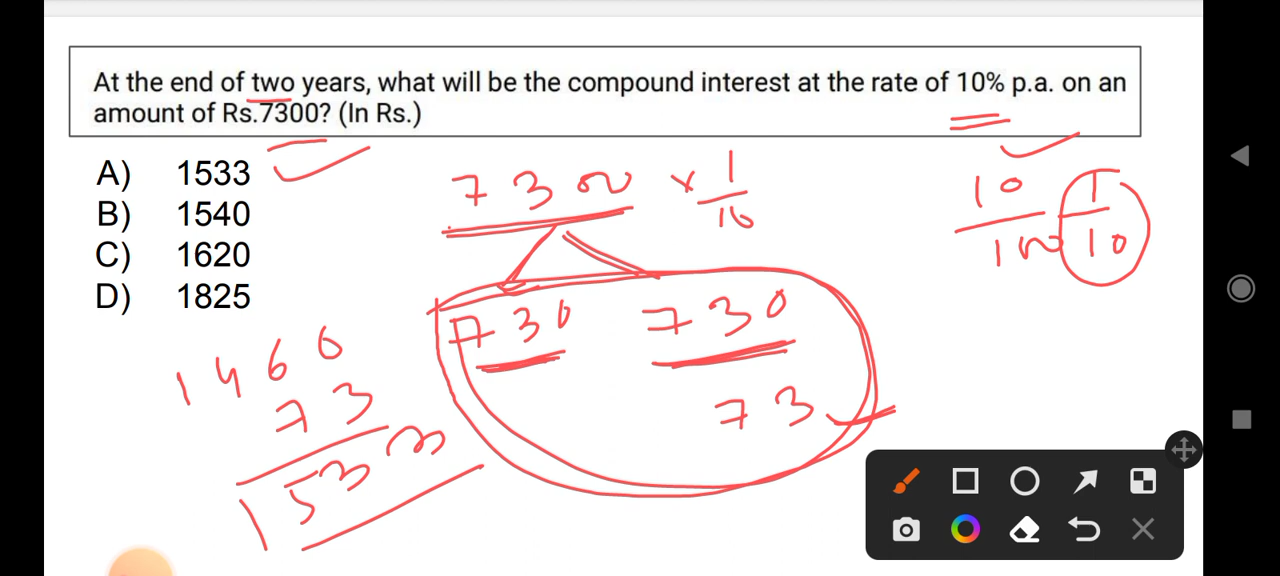 At the end of two years, what will be the compound interest at the rate of 10% p.a. on an
amount of Rs.7300? (In Rs.)
A) 1533
B) 1540
C) 1620
D) 1825
7300 × 1/10
10/100 1/10
730 730
73
1460
73
1533